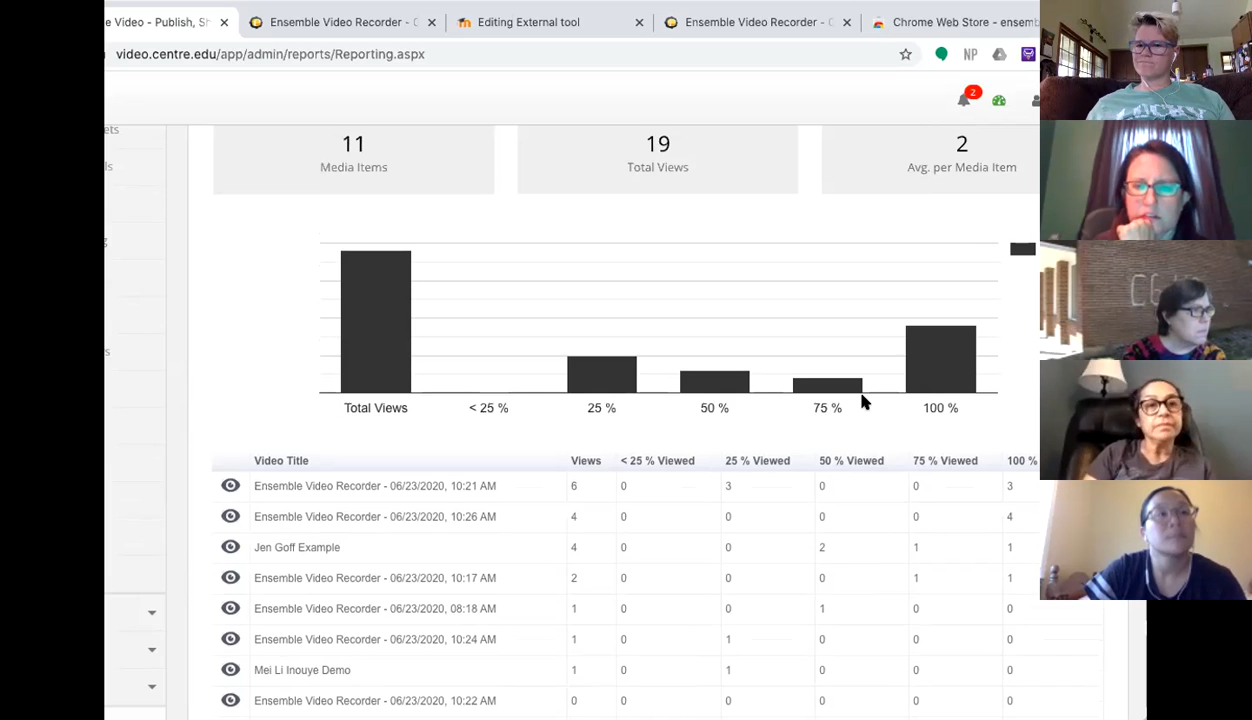 e Video - Publish, Sh
Ensemble Video Recorder - C
Editing External tool
Ensemble Video Recorder - C
Chrome Web Store - ensemb
video.centre.edu/app/admin/reports/Reporting.aspx
NP
2
ets
ls
g
rs
11
Media Items
19
Total Views
2
Avg. per Media Item
Total Views < 25 % 25 % 50 % 75 % 100 %
Video Title Views < 25 % Viewed 25 % Viewed 50 % Viewed 75 % Viewed 100 %
Ensemble Video Recorder - 06/23/2020, 10:21 AM 6 0 3 0 0 3
Ensemble Video Recorder - 06/23/2020, 10:26 AM 4 0 0 0 0 4
Jen Goff Example 4 0 0 2 1 1
Ensemble Video Recorder - 06/23/2020, 10:17 AM 2 0 0 0 1 1
Ensemble Video Recorder - 06/23/2020, 08:18 AM 1 0 0 1 0 0
Ensemble Video Recorder - 06/23/2020, 10:24 AM 1 0 1 0 0 0
Mei Li Inouye Demo 1 0 1 0 0 0
Ensemble Video Recorder - 06/23/2020, 10:22 AM 0 0 0 0 0 0